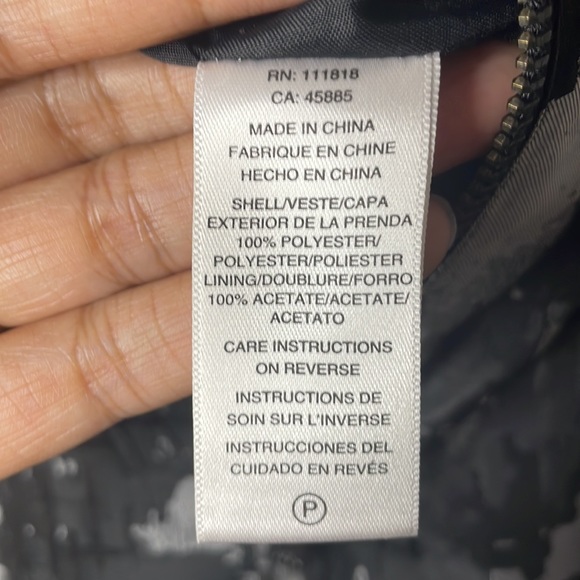 RN: 111818
CA: 45885
MADE IN CHINA
FABRIQUE EN CHINE
HECHO EN CHINA
SHELL/VESTE/CAPA
EXTERIOR DE LA PRENDA
100% POLYESTER/
POLYESTER/POLIESTER
LINING/DOUBLURE/FORRO
100% ACETATE/ACETATE/
ACETATO
CARE INSTRUCTIONS
ON REVERSE
INSTRUCTIONS DE
SOIN SUR L'INVERSE
INSTRUCCIONES DEL
CUIDADO EN REVÉS
P